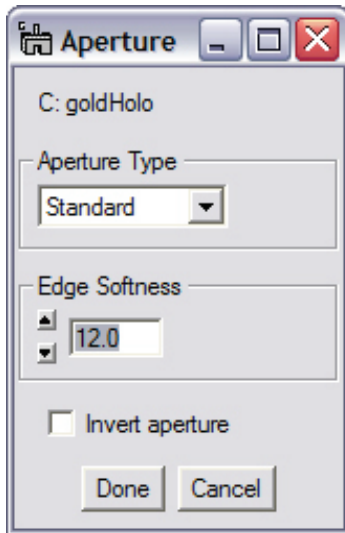 Aperture
C: goldHolo
Aperture Type
Standard
Edge Softness
12.0
Invert aperture
Done Cancel